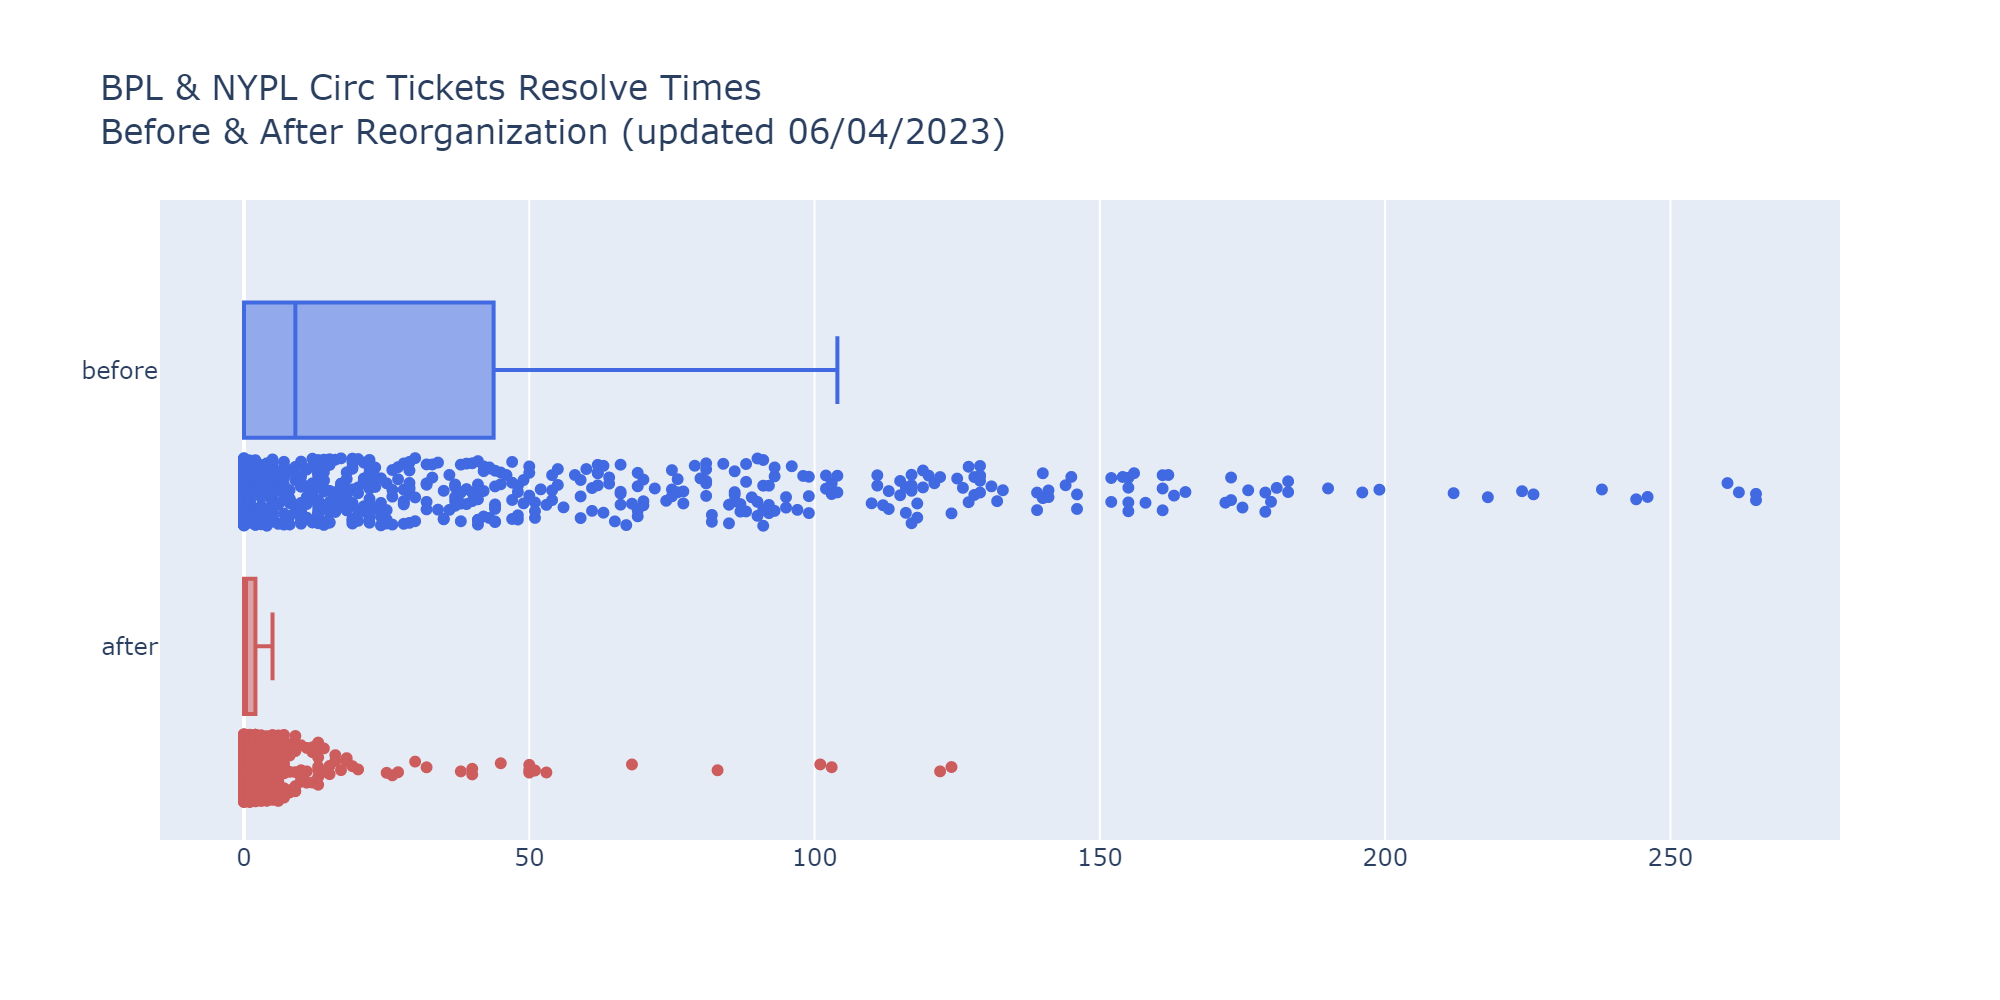 BPL & NYPL Circ Tickets Resolve Times
Before & After Reorganization (updated 06/04/2023)
before
after
0 50 100 150 200 250